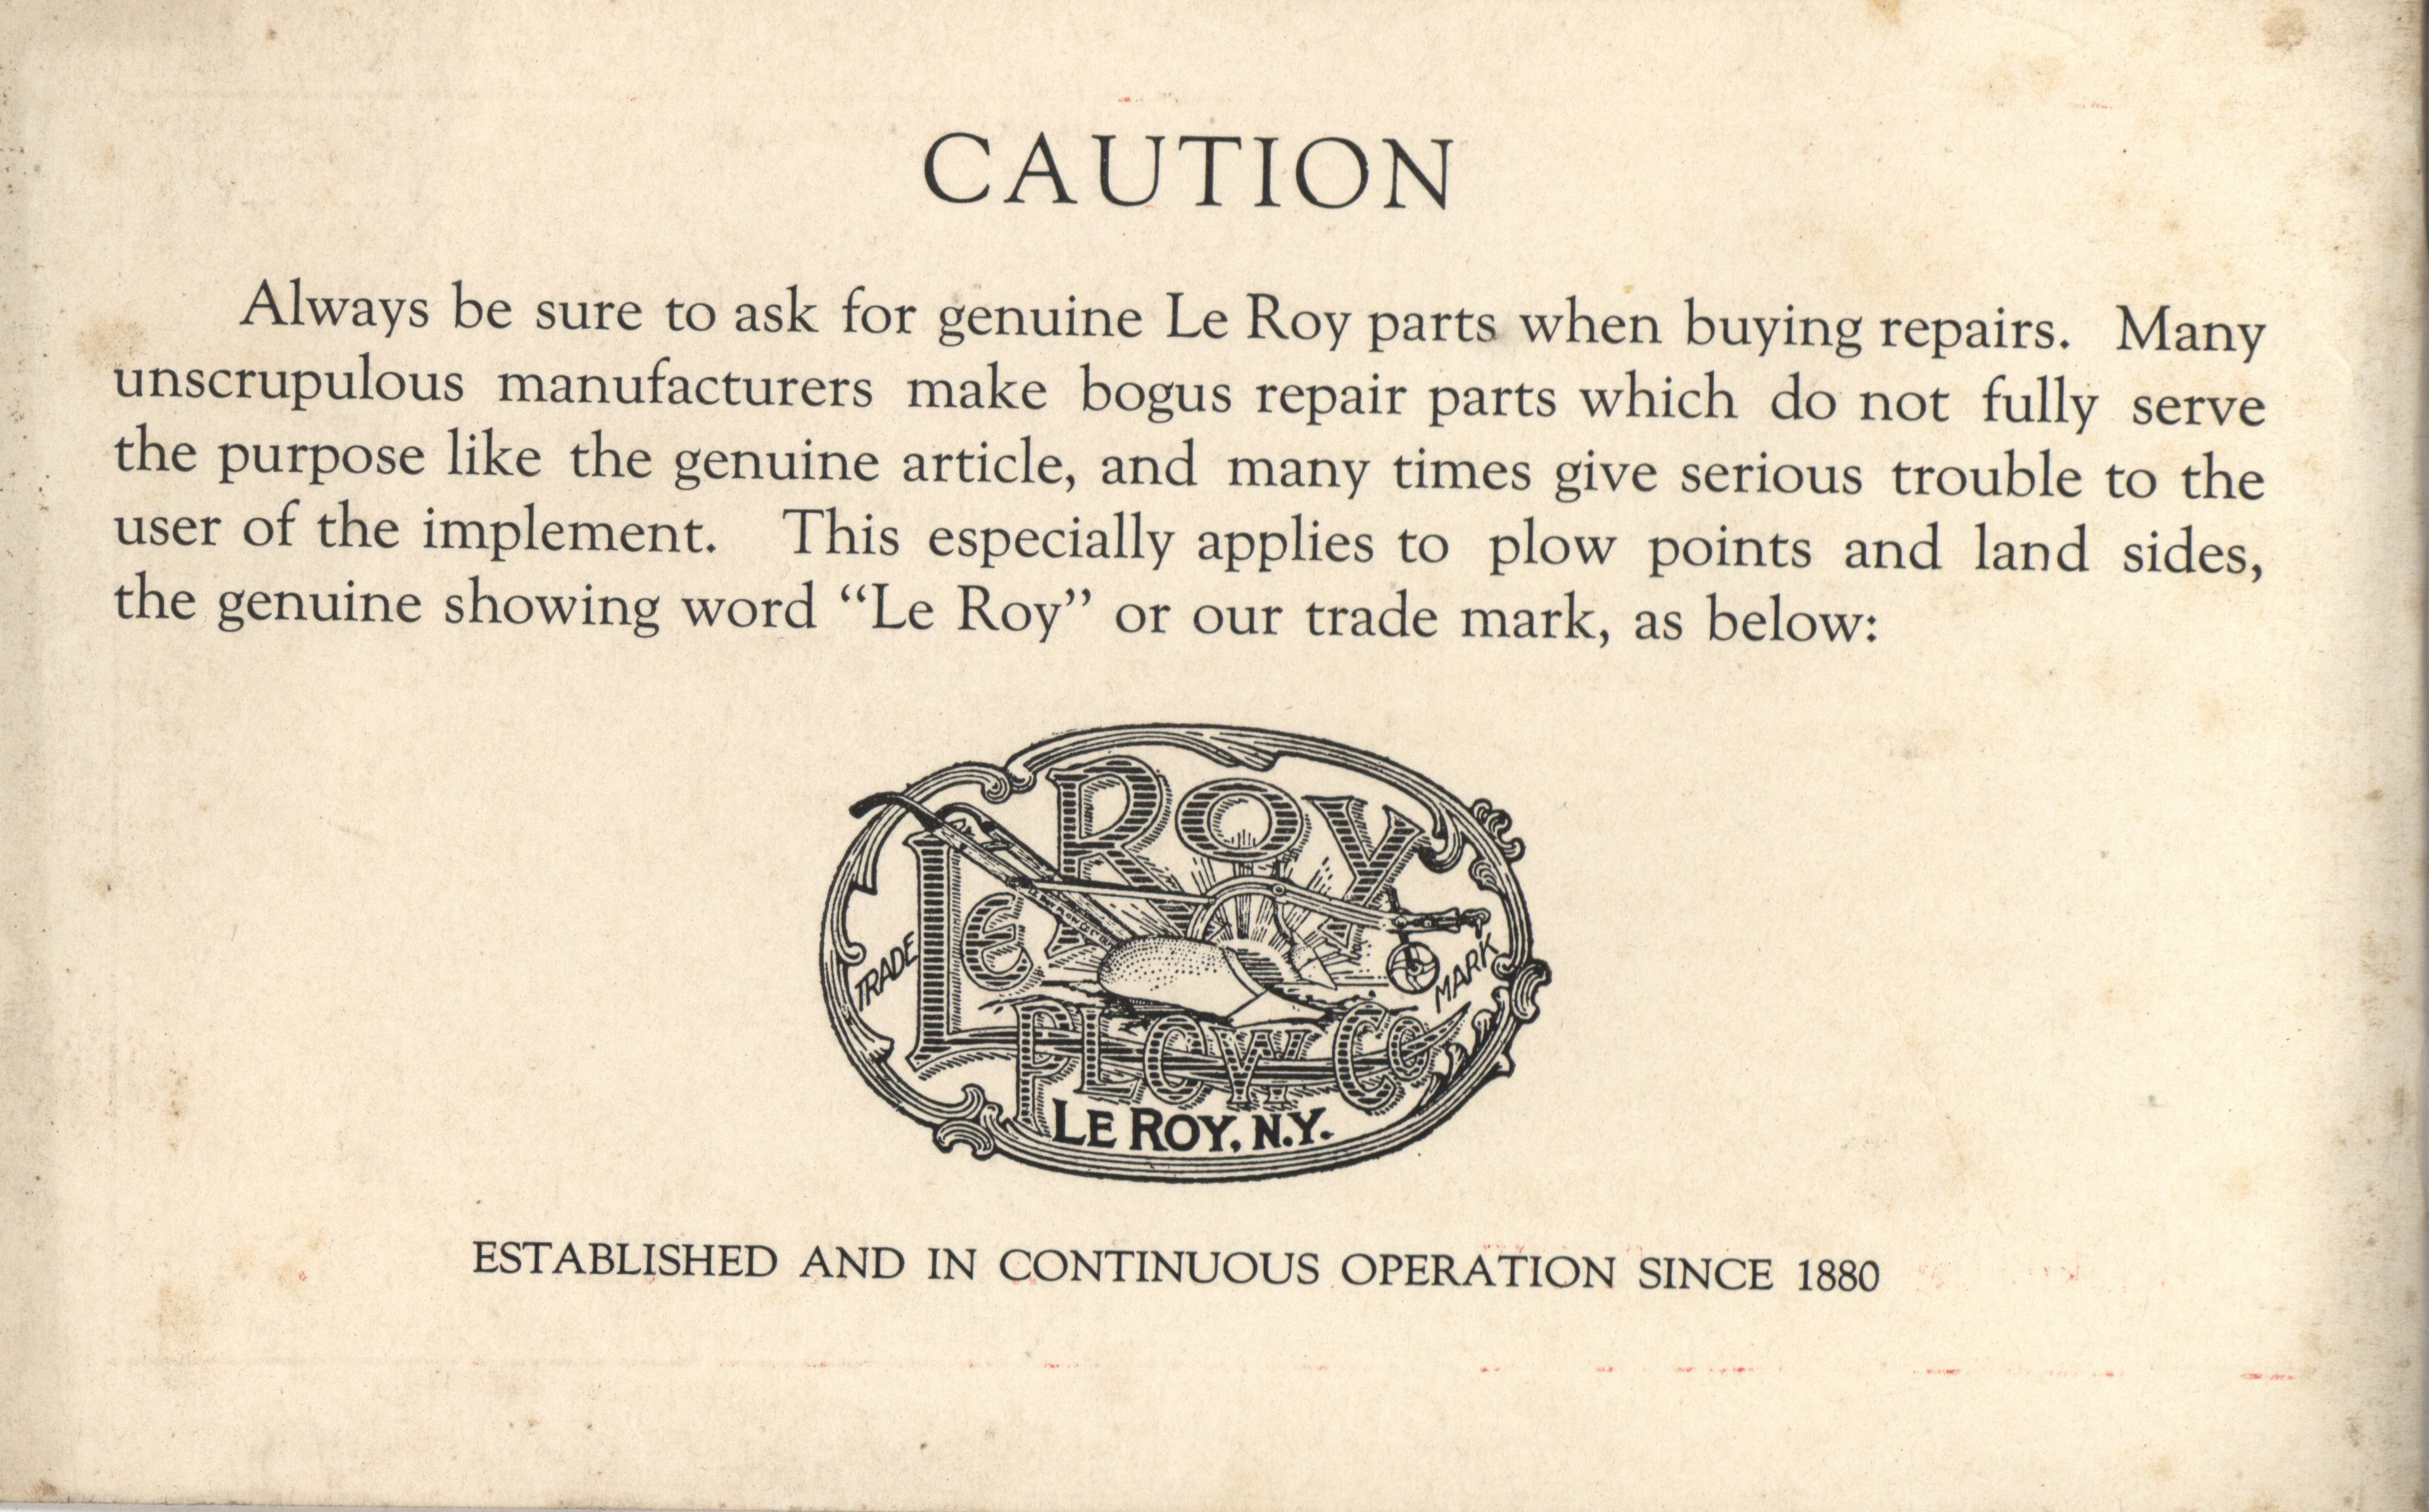 CAUTION
Always be sure to ask for genuine Le Roy parts when buying repairs. Many
unscrupulous manufacturers make bogus repair parts which do not fully serve
the purpose like the genuine article, and many times give serious trouble to the
user of the implement. This especially applies to plow points and land sides,
the genuine showing word “Le Roy” or our trade mark, as below:
Le ROY
TRADE MARK
PLOW Co
LE ROY, N.Y.
ESTABLISHED AND IN CONTINUOUS OPERATION SINCE 1880